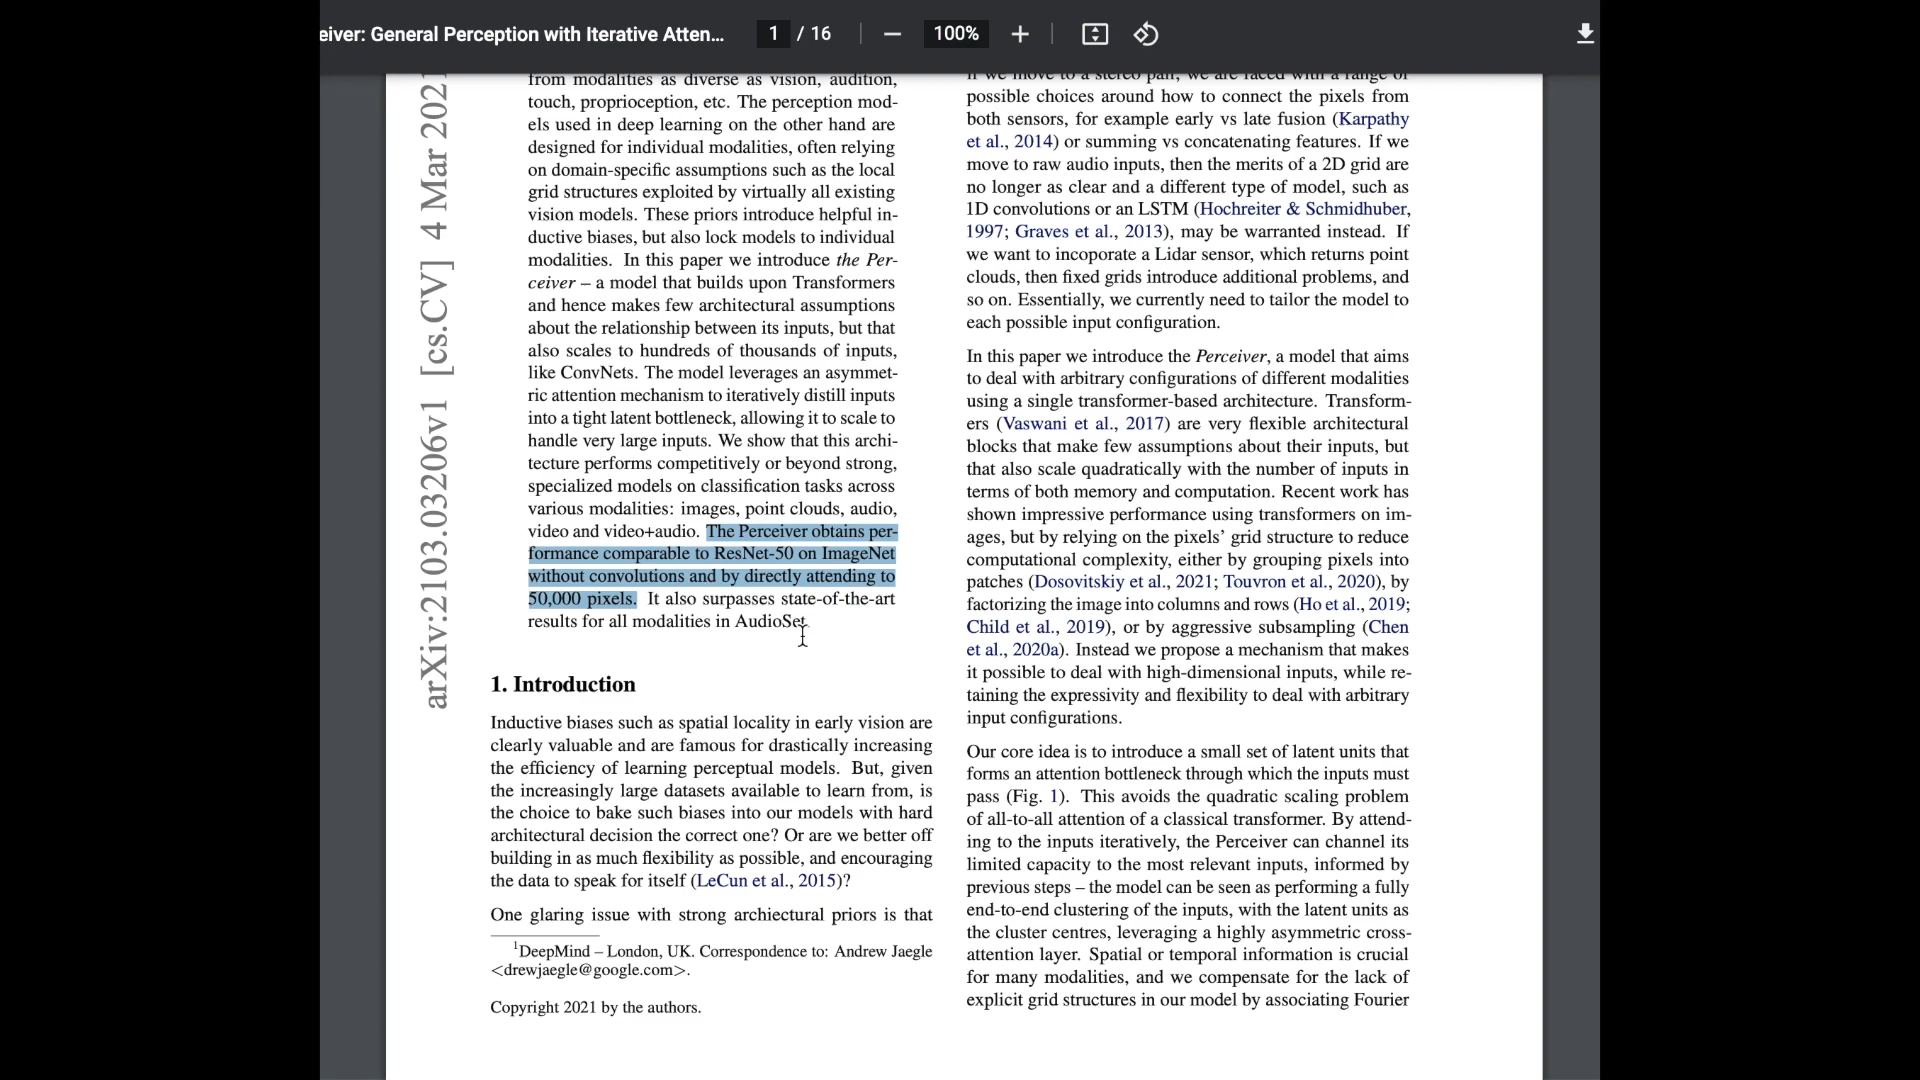 eiver: General Perception with Iterative Atten...
1 / 16
100%
arXiv:2103.03206v1 [cs.CV] 4 Mar 202
from modalities as diverse as vision, audition,
touch, proprioception, etc. The perception mod-
els used in deep learning on the other hand are
designed for individual modalities, often relying
on domain-specific assumptions such as the local
grid structures exploited by virtually all existing
vision models. These priors introduce helpful in-
ductive biases, but also lock models to individual
modalities. In this paper we introduce the Per-
ceiver – a model that builds upon Transformers
and hence makes few architectural assumptions
about the relationship between its inputs, but that
also scales to hundreds of thousands of inputs,
like ConvNets. The model leverages an asymmet-
ric attention mechanism to iteratively distill inputs
into a tight latent bottleneck, allowing it to scale to
handle very large inputs. We show that this archi-
tecture performs competitively or beyond strong,
specialized models on classification tasks across
various modalities: images, point clouds, audio,
video and video+audio. The Perceiver obtains per-
formance comparable to ResNet-50 on ImageNet
without convolutions and by directly attending to
50,000 pixels. It also surpasses state-of-the-art
results for all modalities in AudioSet.
1. Introduction
Inductive biases such as spatial locality in early vision are
clearly valuable and are famous for drastically increasing
the efficiency of learning perceptual models. But, given
the increasingly large datasets available to learn from, is
the choice to bake such biases into our models with hard
architectural decision the correct one? Or are we better off
building in as much flexibility as possible, and encouraging
the data to speak for itself (LeCun et al., 2015)?
One glaring issue with strong archiectural priors is that
1DeepMind – London, UK. Correspondence to: Andrew Jaegle
<drewjaegle@google.com>.
Copyright 2021 by the authors.
if we move to a stereo pair, we are faced with a range of
possible choices around how to connect the pixels from
both sensors, for example early vs late fusion (Karpathy
et al., 2014) or summing vs concatenating features. If we
move to raw audio inputs, then the merits of a 2D grid are
no longer as clear and a different type of model, such as
1D convolutions or an LSTM (Hochreiter & Schmidhuber,
1997; Graves et al., 2013), may be warranted instead. If
we want to incoporate a Lidar sensor, which returns point
clouds, then fixed grids introduce additional problems, and
so on. Essentially, we currently need to tailor the model to
each possible input configuration.
In this paper we introduce the Perceiver, a model that aims
to deal with arbitrary configurations of different modalities
using a single transformer-based architecture. Transform-
ers (Vaswani et al., 2017) are very flexible architectural
blocks that make few assumptions about their inputs, but
that also scale quadratically with the number of inputs in
terms of both memory and computation. Recent work has
shown impressive performance using transformers on im-
ages, but by relying on the pixels' grid structure to reduce
computational complexity, either by grouping pixels into
patches (Dosovitskiy et al., 2021; Touvron et al., 2020), by
factorizing the image into columns and rows (Ho et al., 2019;
Child et al., 2019), or by aggressive subsampling (Chen
et al., 2020a). Instead we propose a mechanism that makes
it possible to deal with high-dimensional inputs, while re-
taining the expressivity and flexibility to deal with arbitrary
input configurations.
Our core idea is to introduce a small set of latent units that
forms an attention bottleneck through which the inputs must
pass (Fig. 1). This avoids the quadratic scaling problem
of all-to-all attention of a classical transformer. By attend-
ing to the inputs iteratively, the Perceiver can channel its
limited capacity to the most relevant inputs, informed by
previous steps – the model can be seen as performing a fully
end-to-end clustering of the inputs, with the latent units as
the cluster centres, leveraging a highly asymmetric cross-
attention layer. Spatial or temporal information is crucial
for many modalities, and we compensate for the lack of
explicit grid structures in our model by associating Fourier